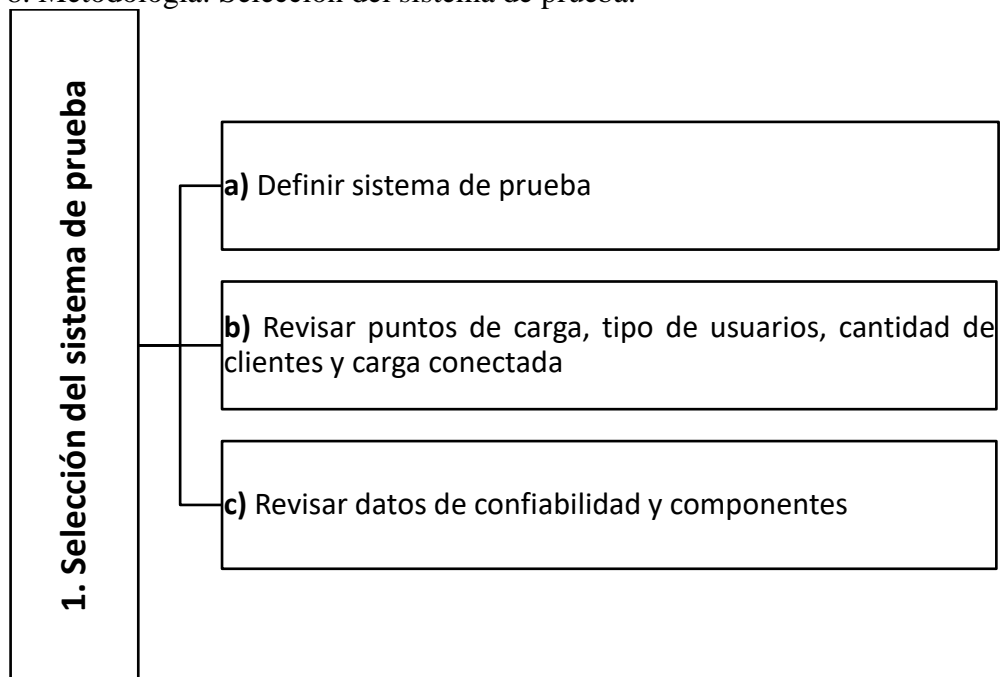 6. Metodología: Selección del sistema de prueba.
1. Selección del sistema de prueba
a) Definir sistema de prueba
b) Revisar puntos de carga, tipo de usuarios, cantidad de
clientes y carga conectada
c) Revisar datos de confiabilidad y componentes